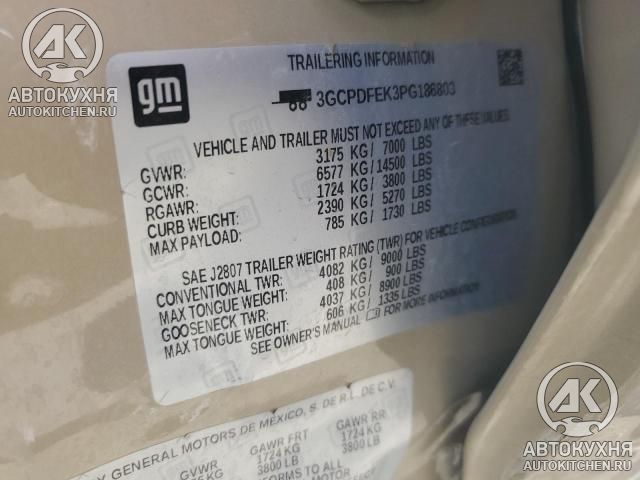 TRAILERING INFORMATION
gm
3GCPDFEK3PG186803
VEHICLE AND TRAILER MUST NOT EXCEED ANY OF THESE VALUES
GVWR: 3175 KG/ 7000 LBS
GCWR: 6577 KG/14500 LBS
RGAWR: 1724 KG/ 3800 LBS
CURB WEIGHT: 2390 KG/ 5270 LBS
MAX PAYLOAD: 785 KG/ 1730 LBS
SAE J2807 TRAILER WEIGHT RATING (TWR) FOR VEHICLE CONFIGURATION
CONVENTIONAL TWR: 4082 KG/ 9000 LBS
MAX TONGUE WEIGHT: 408 KG/ 900 LBS
GOOSENECK TWR: 4037 KG/ 8900 LBS
MAX TONGUE WEIGHT: 606 KG/ 1335 LBS
SEE OWNER'S MANUAL FOR MORE INFORMATION
Y GENERAL MOTORS DE MEXICO, S. DE R.L. DE C.V.
GVWR GAWR FRT GAWR RR
1724 KG 1724 KG
3800 LB 3800 LB
AK
АВТОКУХНЯ
AUTOKITCHEN.RU
AK
АВТОКУХНЯ
AUTOKITCHEN.RU